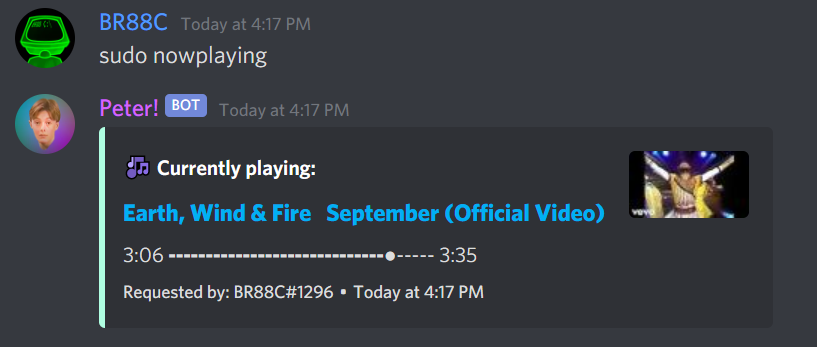 BR88C Today at 4:17 PM
sudo nowplaying
Peter! BOT Today at 4:17 PM
Currently playing:
Earth, Wind & Fire September (Official Video)
vevo
3:06 -----------------------------●----- 3:35
Requested by: BR88C#1296 • Today at 4:17 PM